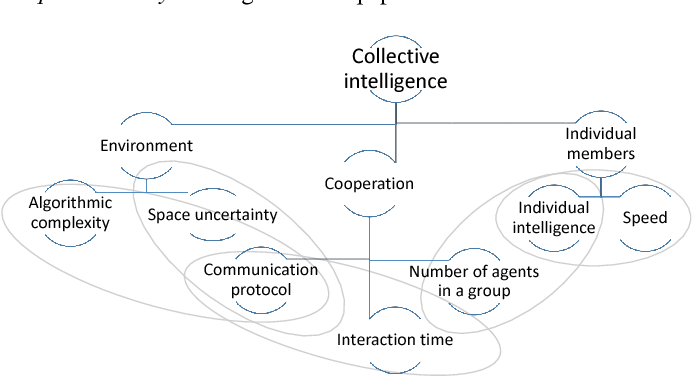 Collective
intelligence
Environment
Individual
members
Cooperation
Algorithmic
complexity
Space uncertainty
Individual
intelligence
Speed
Communication
protocol
Number of agents
in a group
Interaction time